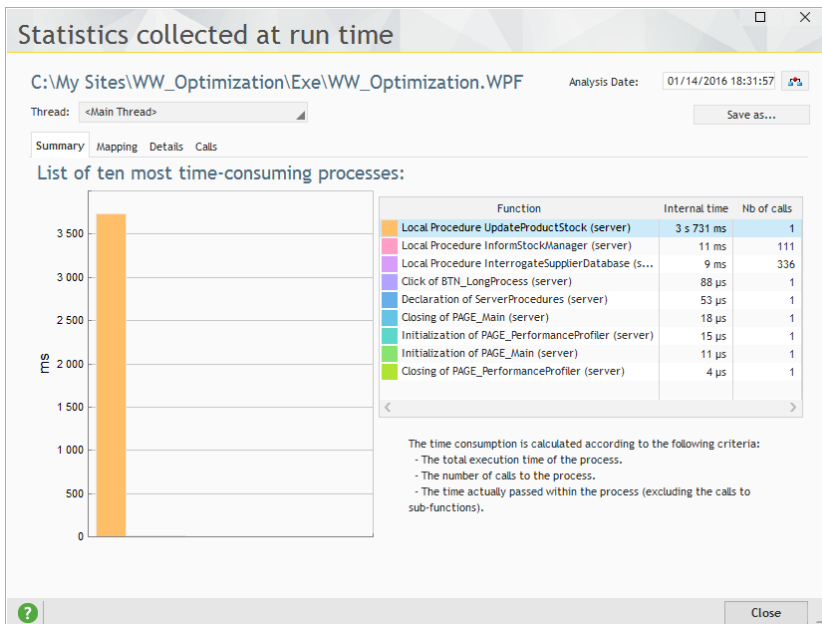 Statistics collected at run time
C:\My Sites\WW_Optimization\Exe\WW_Optimization.WPF
Analysis Date: 01/14/2016 18:31:57
Thread: <Main Thread>
Save as...
Summary Mapping Details Calls
List of ten most time-consuming processes:
ms
3 500
3 000
2 500
2 000
1 500
1 000
500
0
Function Internal time Nb of calls
Local Procedure UpdateProductStock (server) 3 s 731 ms 1
Local Procedure InformStockManager (server) 11 ms 111
Local Procedure InterrogateSupplierDatabase (s... 9 ms 336
Click of BTN_LongProcess (server) 88 µs 1
Declaration of ServerProcedures (server) 53 µs 1
Closing of PAGE_Main (server) 18 µs 1
Initialization of PAGE_PerformanceProfiler (server) 15 µs 1
Initialization of PAGE_Main (server) 11 µs 1
Closing of PAGE_PerformanceProfiler (server) 4 µs 1
The time consumption is calculated according to the following criteria:
- The total execution time of the process.
- The number of calls to the process.
- The time actually passed within the process (excluding the calls to
sub-functions).
?
Close